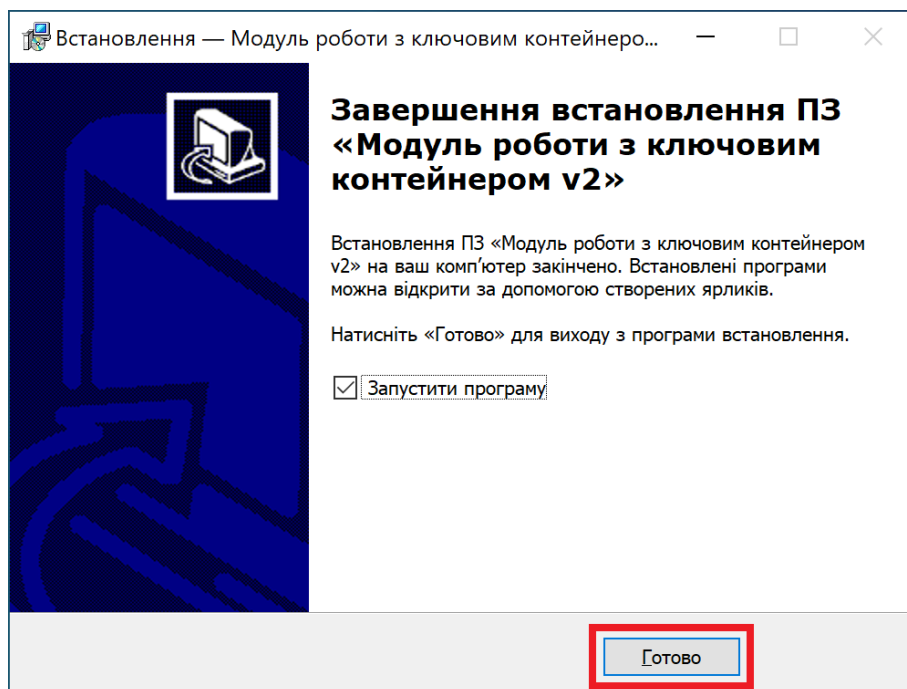 Встановлення — Модуль роботи з ключовим контейнеро...
Завершення встановлення ПЗ
«Модуль роботи з ключовим
контейнером v2»
Встановлення ПЗ «Модуль роботи з ключовим контейнером
v2» на ваш комп’ютер закінчено. Встановлені програми
можна відкрити за допомогою створених ярликів.
Натисніть «Готово» для виходу з програми встановлення.
Запустити програму
Готово